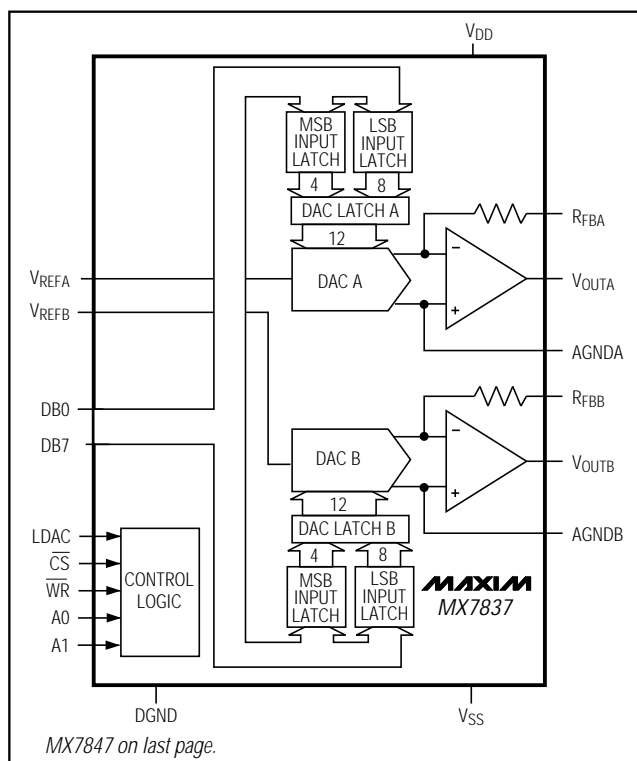 VDD
MSB
INPUT
LATCH
LSB
INPUT
LATCH
4
8
DAC LATCH A
12
RFBA
DAC A
−
+
VREFA
VOUTA
VREFB
AGNDA
RFBB
DB0
DB7
DAC B
−
+
VOUTB
12
DAC LATCH B
AGNDB
4
8
LDAC
CS
WR
A0
A1
CONTROL
LOGIC
MSB
INPUT
LATCH
LSB
INPUT
LATCH
MAXIM
MX7837
DGND
VSS
MX7847 on last page.